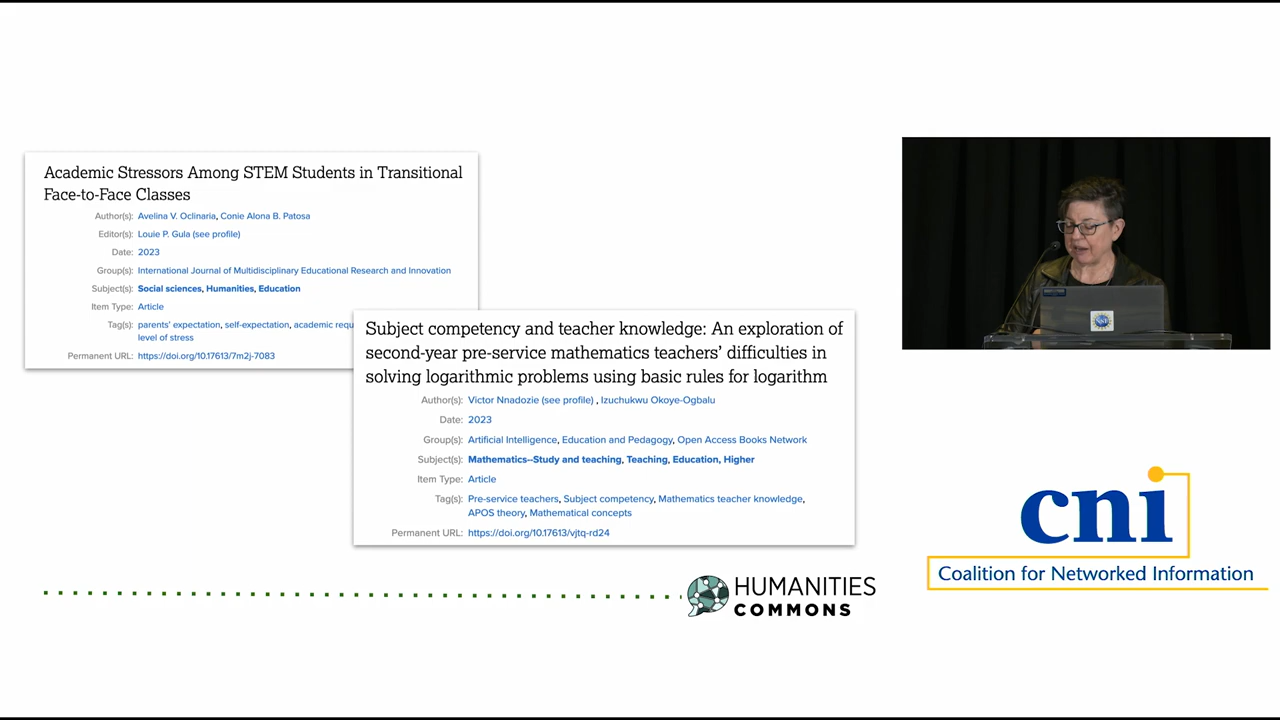 Academic Stressors Among STEM Students in Transitional
Face-to-Face Classes
Author(s): Avelina V. Oclinaria, Conie Alona B. Patosa
Editor(s): Louie P. Gula (see profile)
Date: 2023
Group(s): International Journal of Multidisciplinary Educational Research and Innovation
Subject(s): Social sciences, Humanities, Education
Item Type: Article
Tag(s): parents' expectation, self-expectation, academic requ
level of stress
Permanent URL: https://doi.org/10.17613/7m2j-7083
Subject competency and teacher knowledge: An exploration of
second-year pre-service mathematics teachers' difficulties in
solving logarithmic problems using basic rules for logarithm
Author(s): Victor Nnadozie (see profile) , Izuchukwu Okoye-Ogbalu
Date: 2023
Group(s): Artificial Intelligence, Education and Pedagogy, Open Access Books Network
Subject(s): Mathematics--Study and teaching, Teaching, Education, Higher
Item Type: Article
Tag(s): Pre-service teachers, Subject competency, Mathematics teacher knowledge,
APOS theory, Mathematical concepts
Permanent URL: https://doi.org/10.17613/vjtq-rd24
HUMANITIES
COMMONS
cni
Coalition for Networked Information